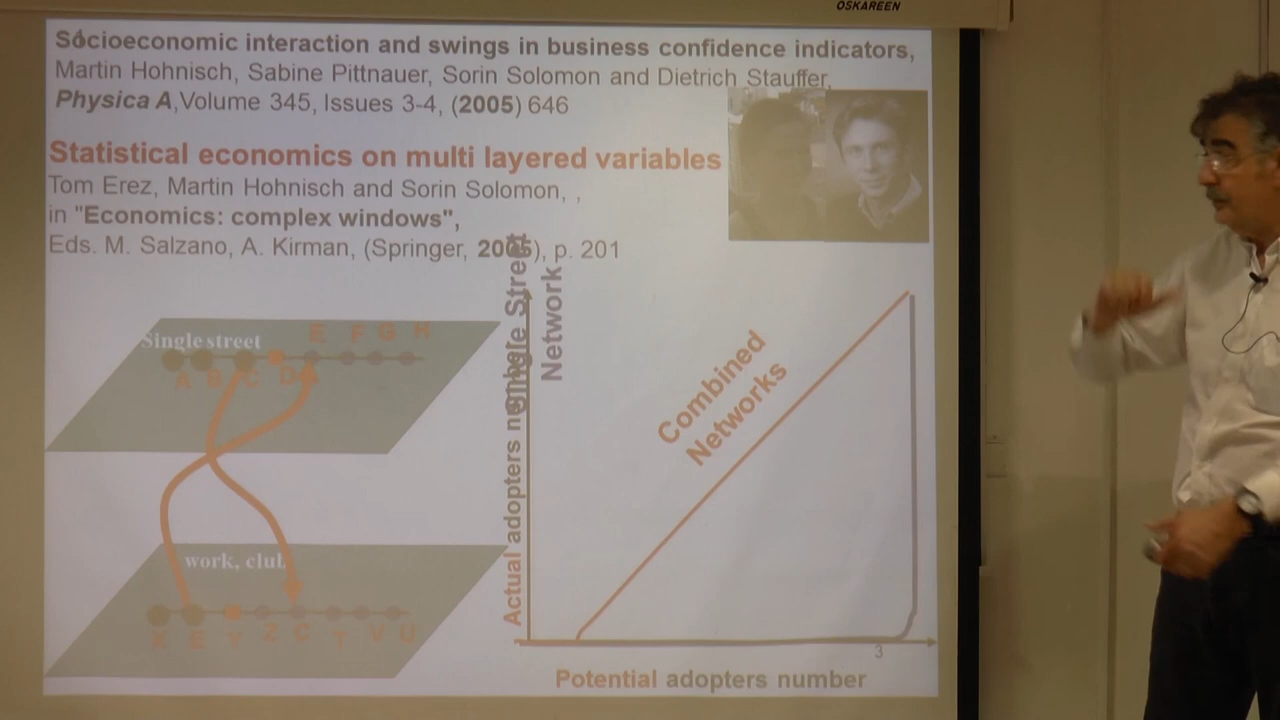 OSKAREEN
Socioeconomic interaction and swings in business confidence indicators,
Martin Hohnisch, Sabine Pittnauer, Sorin Solomon and Dietrich Stauffer,
Physica A,Volume 345, Issues 3-4, (2005) 646
Statistical economics on multi layered variables
Tom Erez, Martin Hohnisch and Sorin Solomon, ,
in "Economics: complex windows",
Eds. M. Salzano, A. Kirman, (Springer, 2005), p. 201
Single street
E F G H
A B C D
work, club
X E Y Z C T V U
Single Street
Network
Actual adopters number
Combined
Networks
3
Potential adopters number